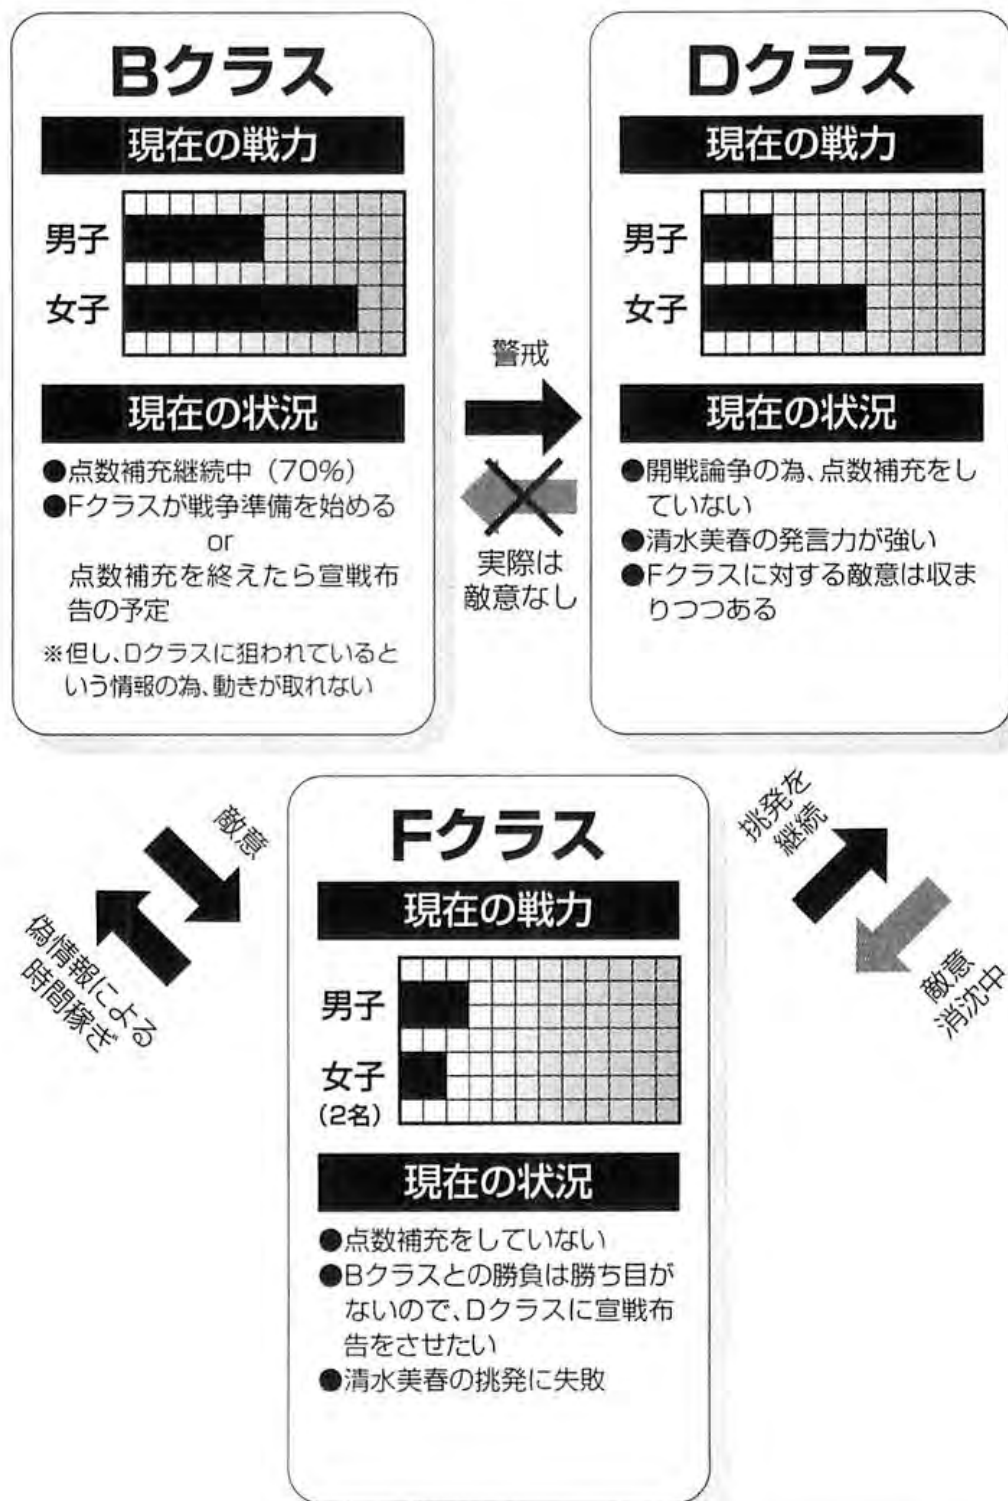 Bクラス
現在の戦力
男子
女子
現在の状況
●点数補充継続中（70%）
●Fクラスが戦争準備を始める
or
点数補充を終えたら宣戦布
告の予定
※但し、Dクラスに狙われていると
いう情報の為、動きが取れない
警戒
実際は
敵意なし
Dクラス
現在の戦力
男子
女子
現在の状況
●開戦論争の為、点数補充をし
ていない
●清水美春の発言力が強い
●Fクラスに対する敵意は収ま
りつつある
敵意
偽情報による
時間稼ぎ
Fクラス
現在の戦力
男子
女子
（2名）
現在の状況
●点数補充をしていない
●Bクラスとの勝負は勝ち目が
ないので、Dクラスに宣戦布
告をさせたい
●清水美春の挑発に失敗
挑発を
継続
敵意
消沈中